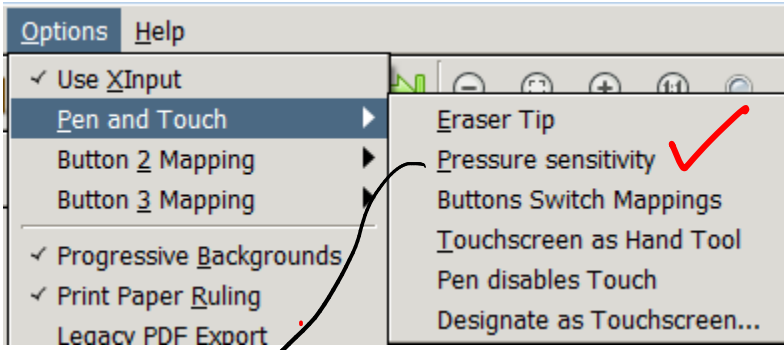 Options Help
✓ Use XInput
Pen and Touch
Button 2 Mapping
Button 3 Mapping
✓ Progressive Backgrounds
✓ Print Paper Ruling
Legacy PDF Export
1:1
Eraser Tip
Pressure sensitivity
Buttons Switch Mappings
Touchscreen as Hand Tool
Pen disables Touch
Designate as Touchscreen...